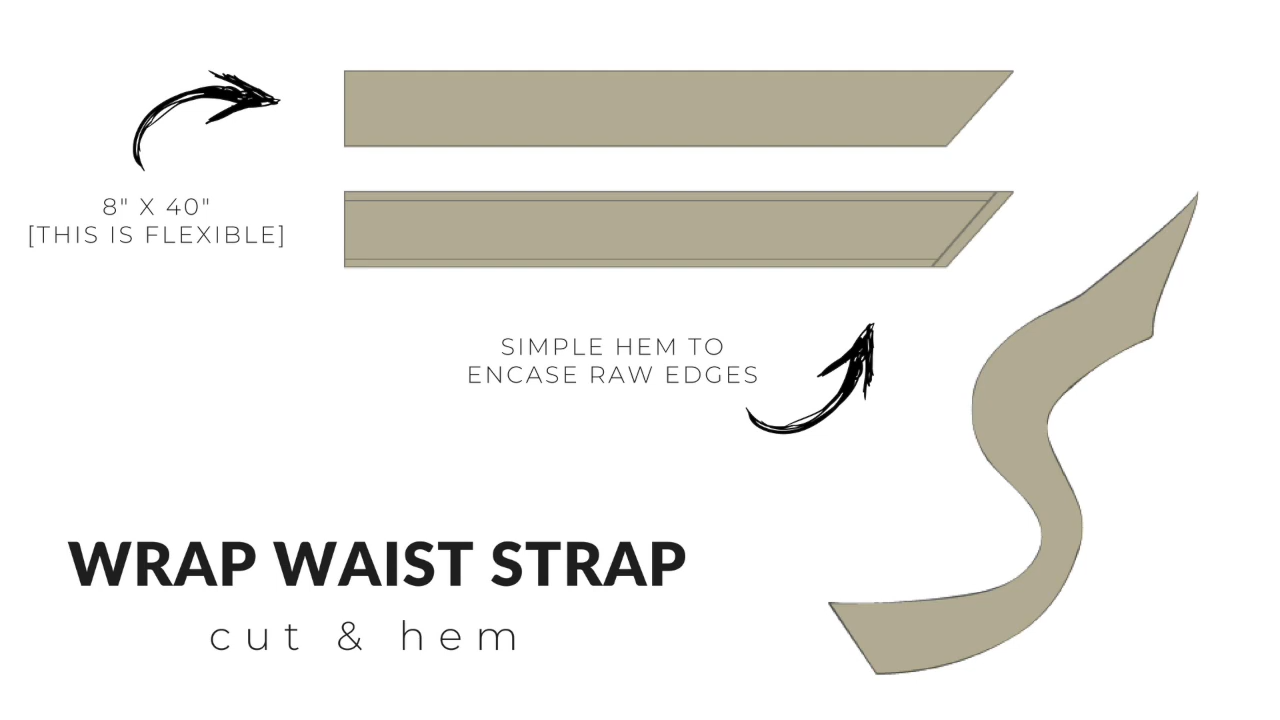 8" X 40"
[THIS IS FLEXIBLE]
SIMPLE HEM TO
ENCASE RAW EDGES
WRAP WAIST STRAP
cut & hem